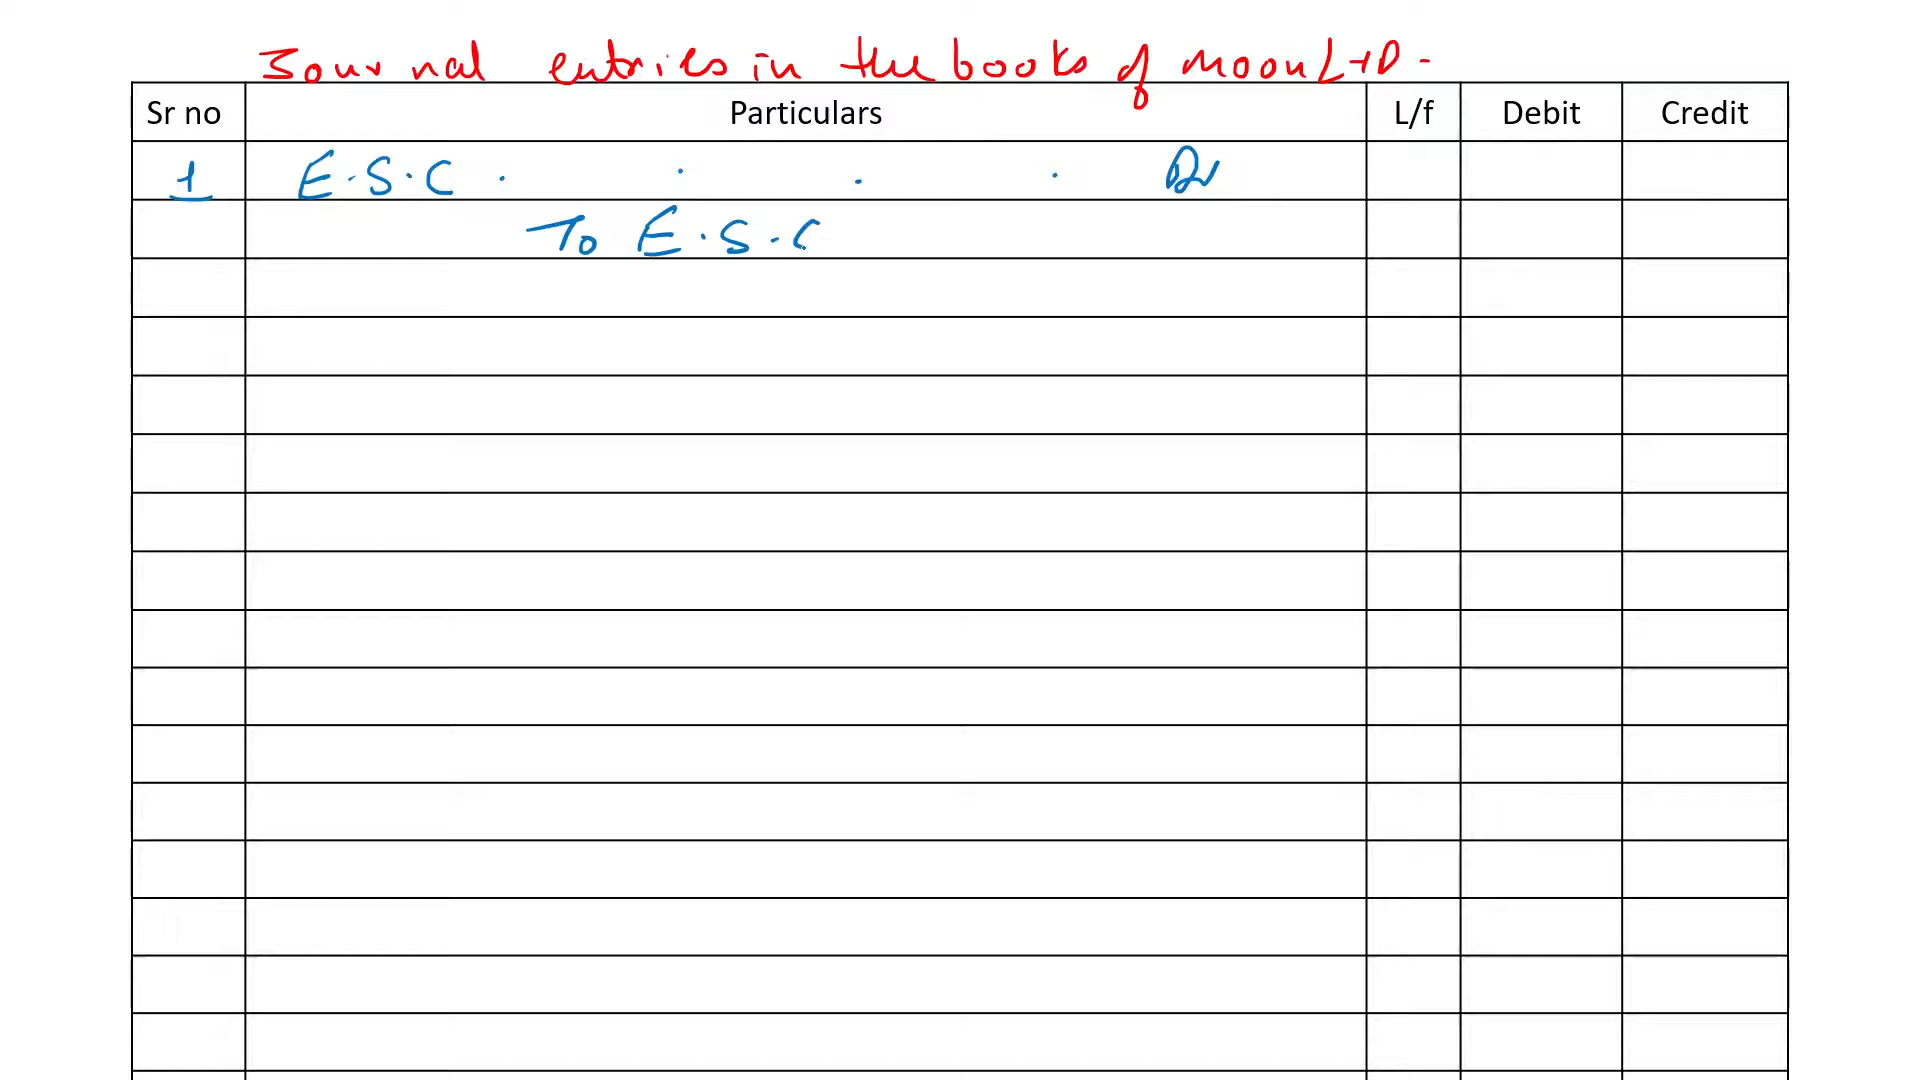 Journal entries in the books of moon LTD.
Sr no Particulars L/f Debit Credit
1 E.S.C . . . . Dr
To E.S.C